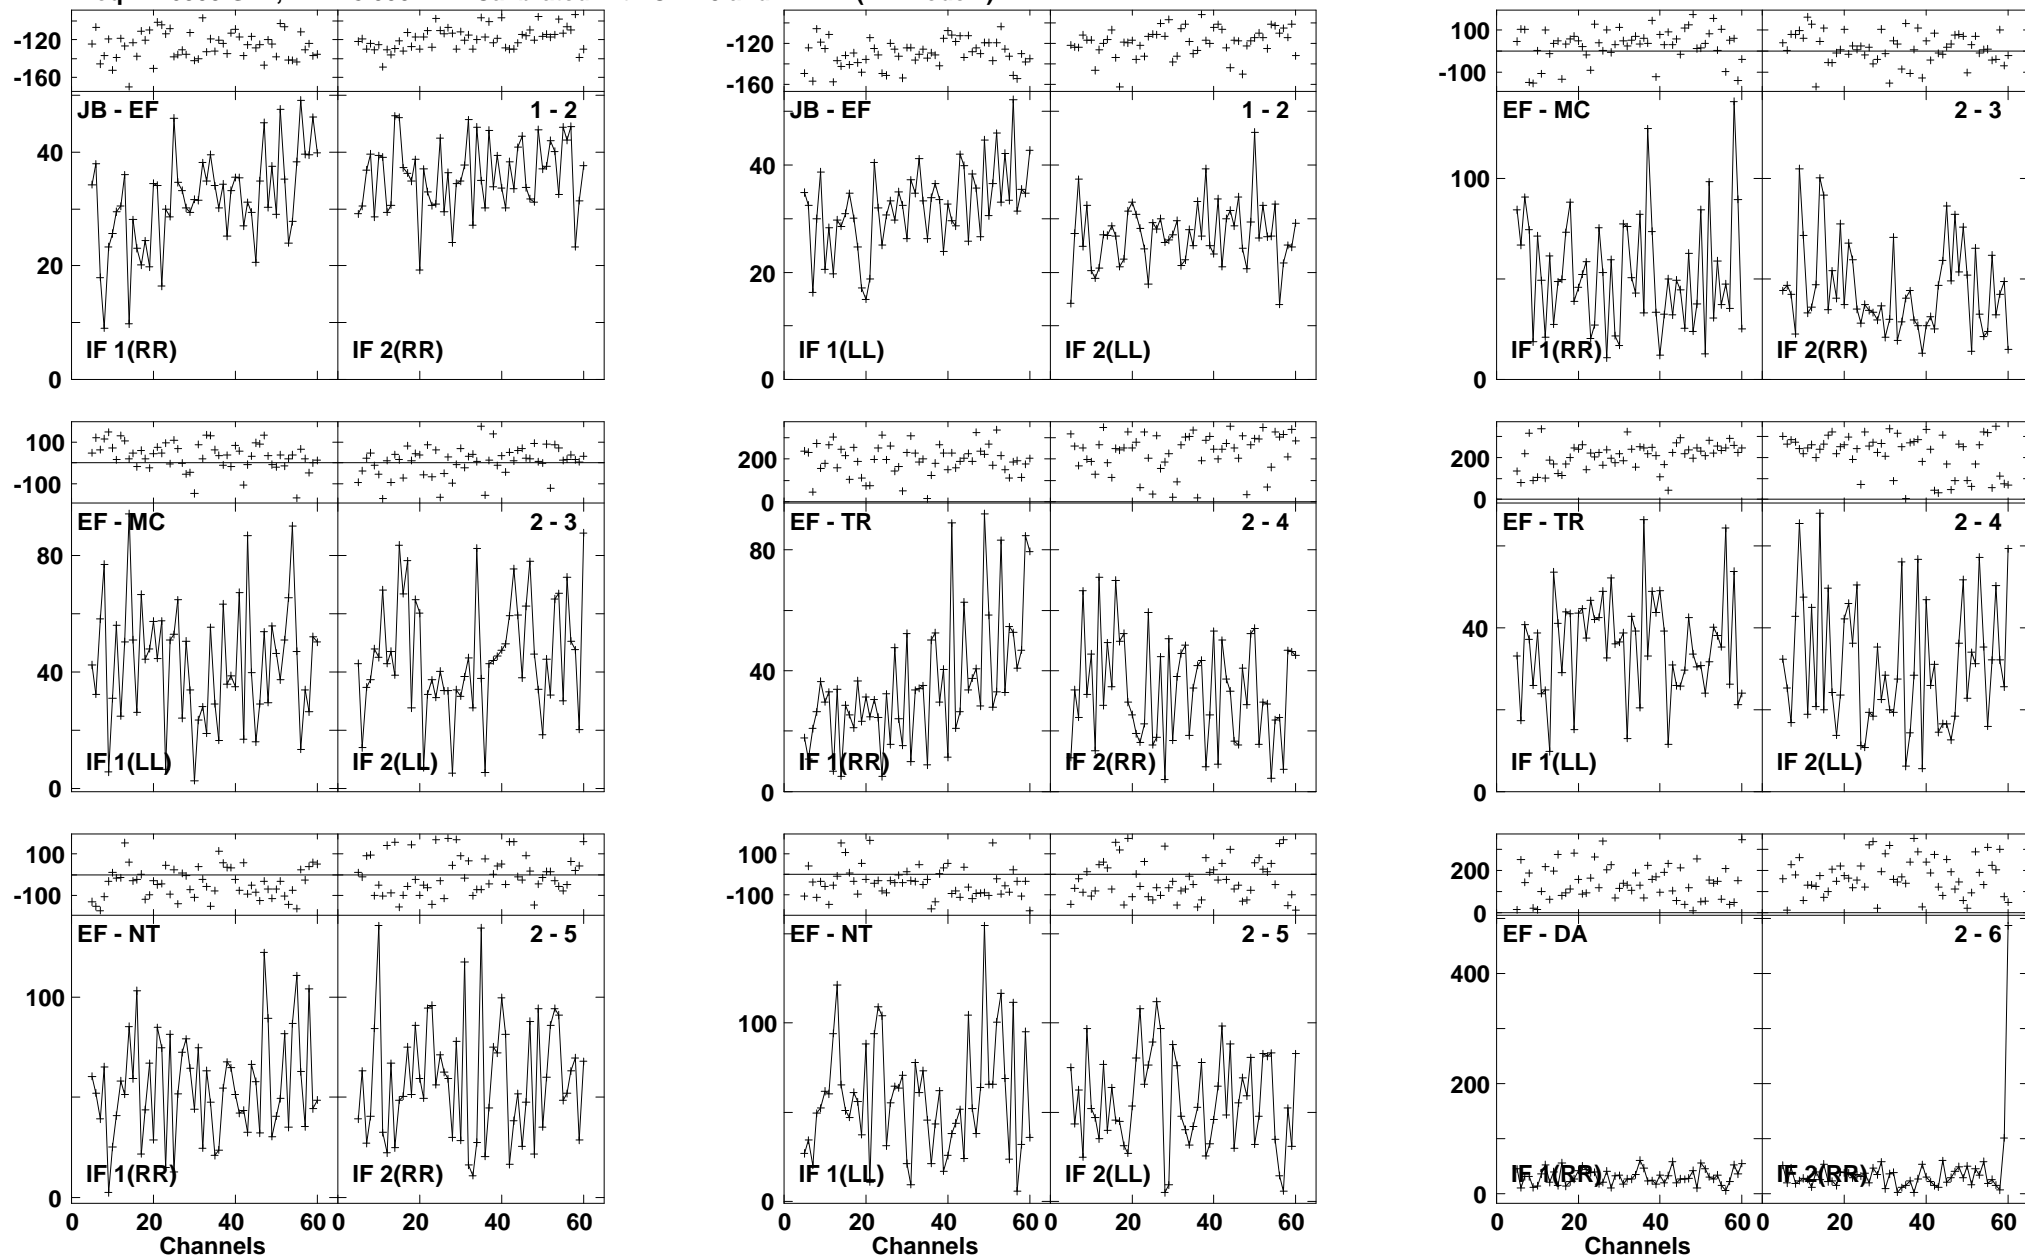 -120
-160
JB - EF 1 - 2
40
20
0
IF 1(RR) IF 2(RR)
-120
-160
JB - EF 1 - 2
40
20
0
IF 1(LL) IF 2(LL)
100
-100
EF - MC 2 - 3
100
0
IF 1(RR) IF 2(RR)
100
-100
EF - MC 2 - 3
80
40
0
IF 1(LL) IF 2(LL)
200
0
EF - TR 2 - 4
80
40
0
IF 1(RR) IF 2(RR)
200
0
EF - TR 2 - 4
40
0
IF 1(LL) IF 2(LL)
100
-100
EF - NT 2 - 5
100
0
IF 1(RR) IF 2(RR)
0 20 40 60 0 20 40 60
Channels
100
-100
EF - NT 2 - 5
100
0
IF 1(LL) IF 2(LL)
0 20 40 60 0 20 40 60
Channels
200
0
EF - DA 2 - 6
400
200
0
IF 1(RR) IF 2(RR)
0 20 40 60 0 20 40 60
Channels